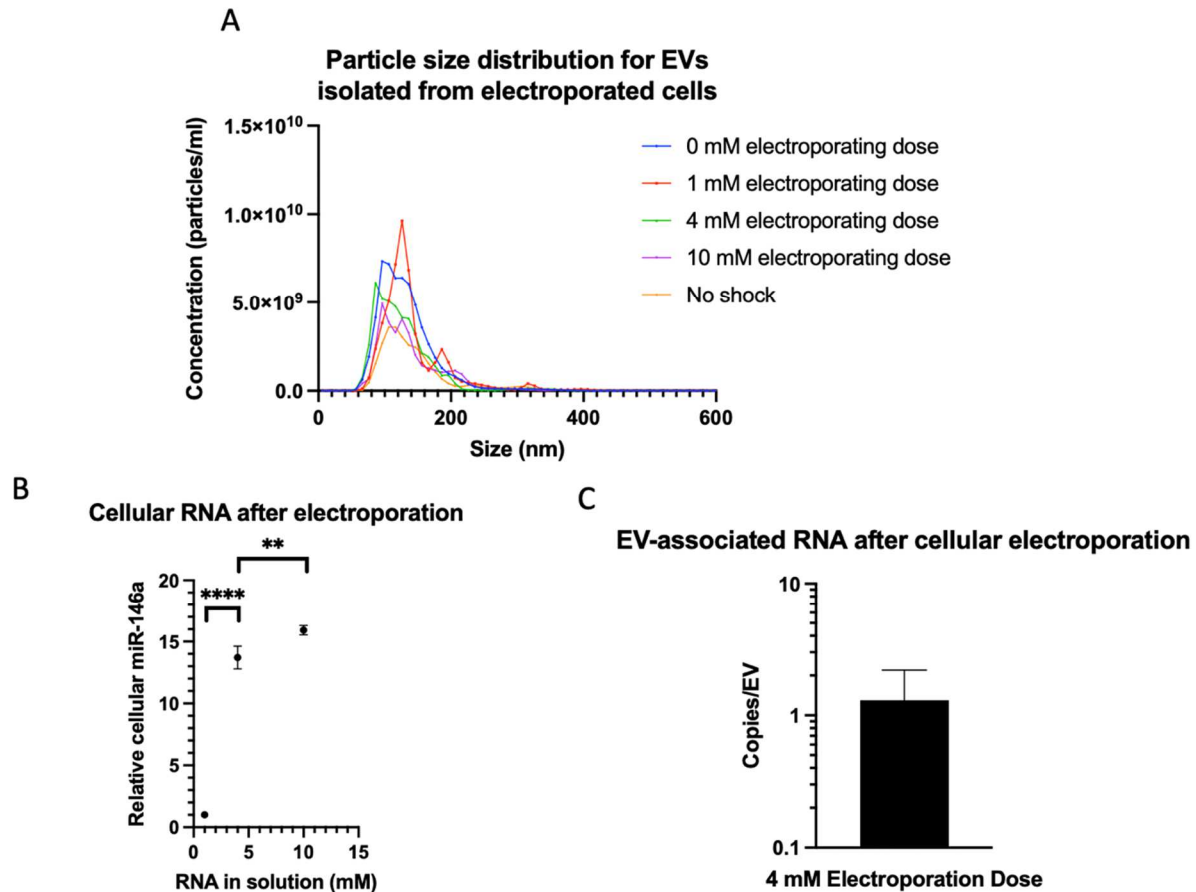 A
Particle size distribution for EVs
isolated from electroporated cells
Concentration (particles/ml)
1.5×10¹⁰
1.0×10¹⁰
5.0×10⁹
0.0
0 200 400 600
Size (nm)
0 mM electroporating dose
1 mM electroporating dose
4 mM electroporating dose
10 mM electroporating dose
No shock
B
Cellular RNA after electroporation
**
****
Relative cellular miR-146a
20
15
10
5
0
0 5 10 15
RNA in solution (mM)
C
EV-associated RNA after cellular electroporation
Copies/EV
10
1
0.1
4 mM Electroporation Dose